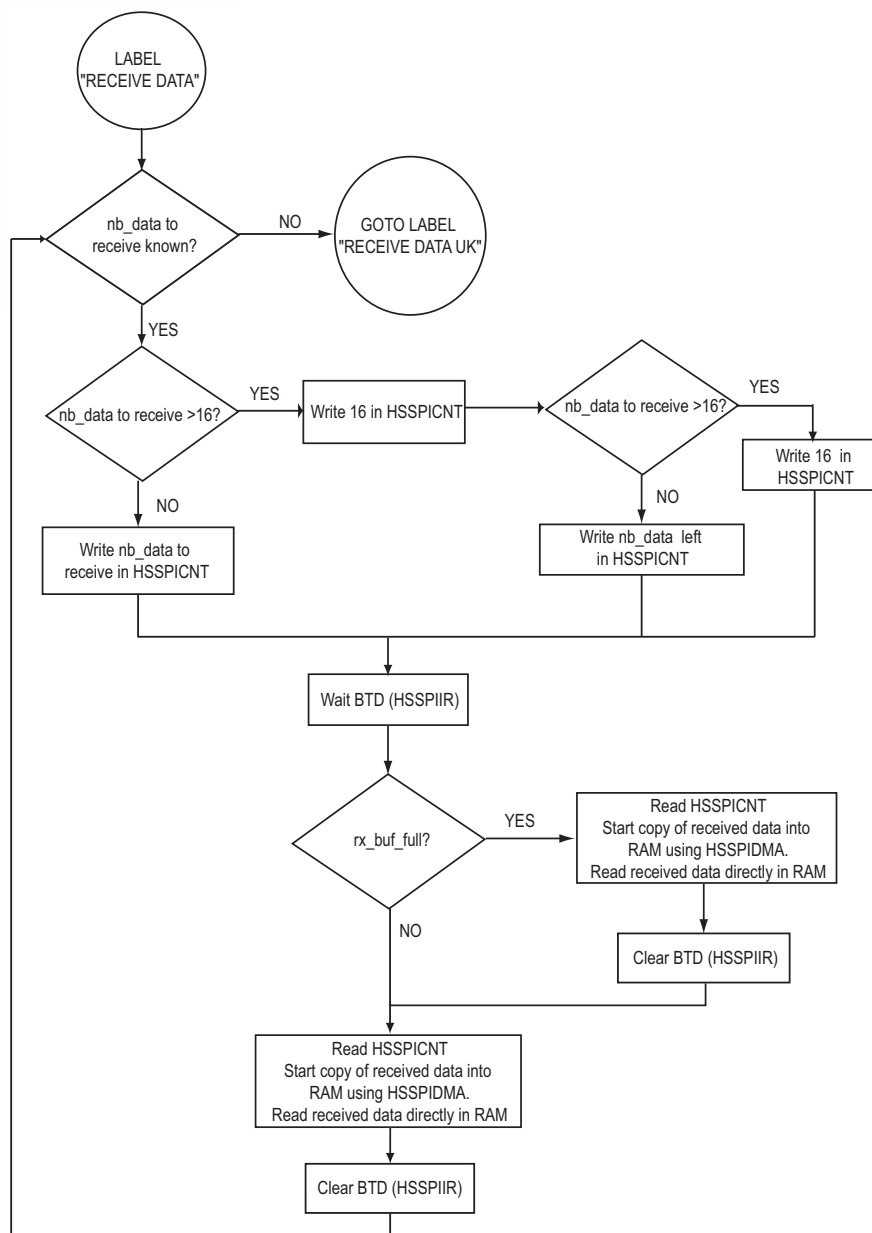 LABEL
"RECEIVE DATA"
nb_data to
receive known?
NO
GOTO LABEL
"RECEIVE DATA UK"
YES
nb_data to receive >16?
YES
Write 16 in HSSPICNT
nb_data to receive >16?
YES
Write 16 in
HSSPICNT
NO
Write nb_data to
receive in HSSPICNT
NO
Write nb_data left
in HSSPICNT
Wait BTD (HSSPIIR)
rx_buf_full?
YES
Read HSSPICNT
Start copy of received data into
RAM using HSSPIDMA.
Read received data directly in RAM
NO
Clear BTD (HSSPIIR)
Read HSSPICNT
Start copy of received data into
RAM using HSSPIDMA.
Read received data directly in RAM
Clear BTD (HSSPIIR)